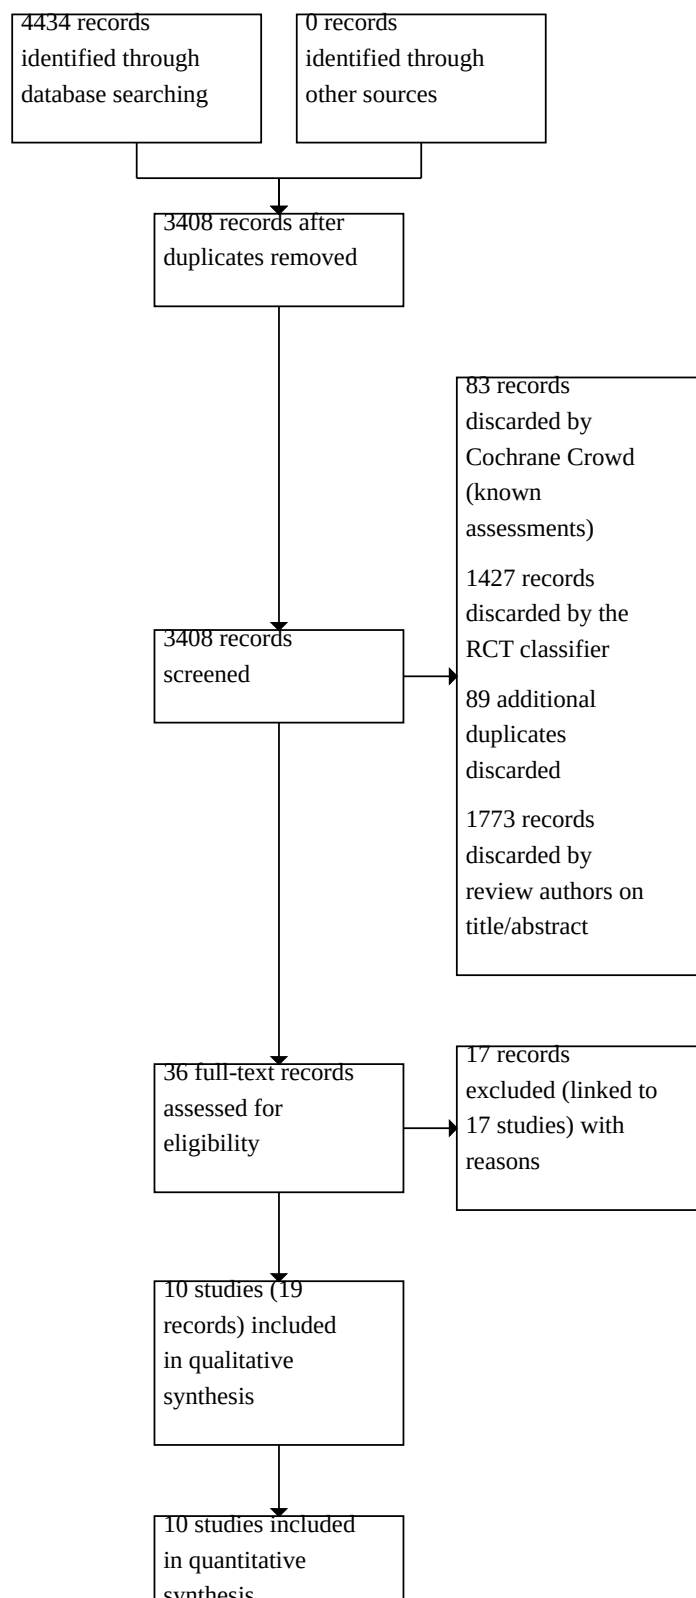 4434 records
identified through
database searching
0 records
identified through
other sources
3408 records after
duplicates removed
83 records
discarded by
Cochrane Crowd
(known
assessments)
1427 records
discarded by the
RCT classifier
89 additional
duplicates
discarded
1773 records
discarded by
review authors on
title/abstract
3408 records
screened
36 full-text records
assessed for
eligibility
17 records
excluded (linked to
17 studies) with
reasons
10 studies (19
records) included
in qualitative
synthesis
10 studies included
in quantitative
synthesis